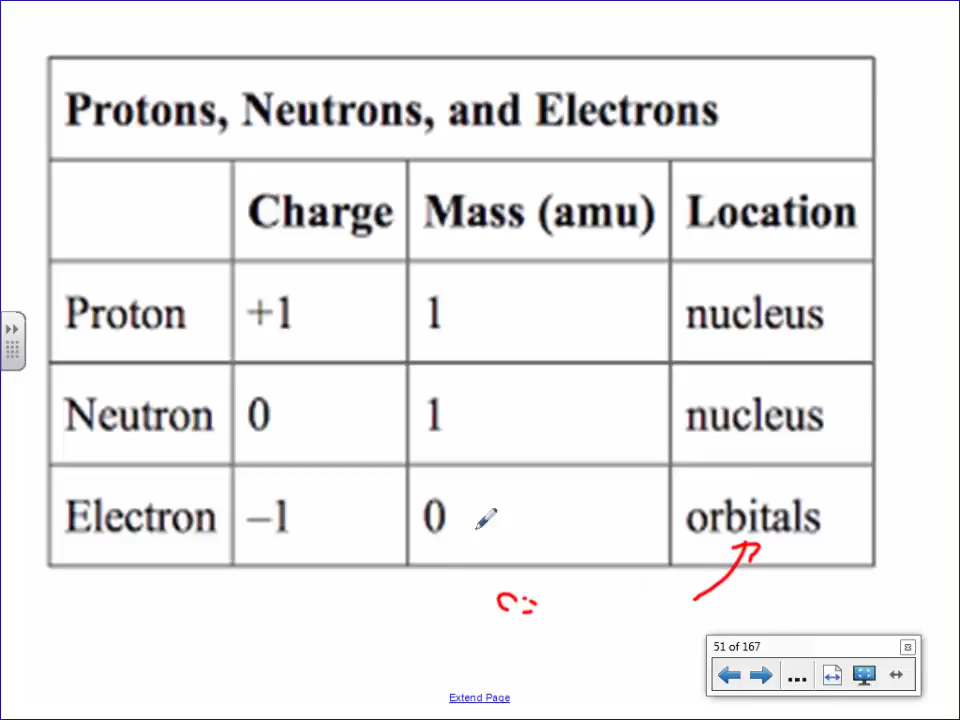 Protons, Neutrons, and Electrons
Charge Mass (amu) Location
Proton +1 1 nucleus
Neutron 0 1 nucleus
Electron –1 0 orbitals
51 of 167
...
Extend Page